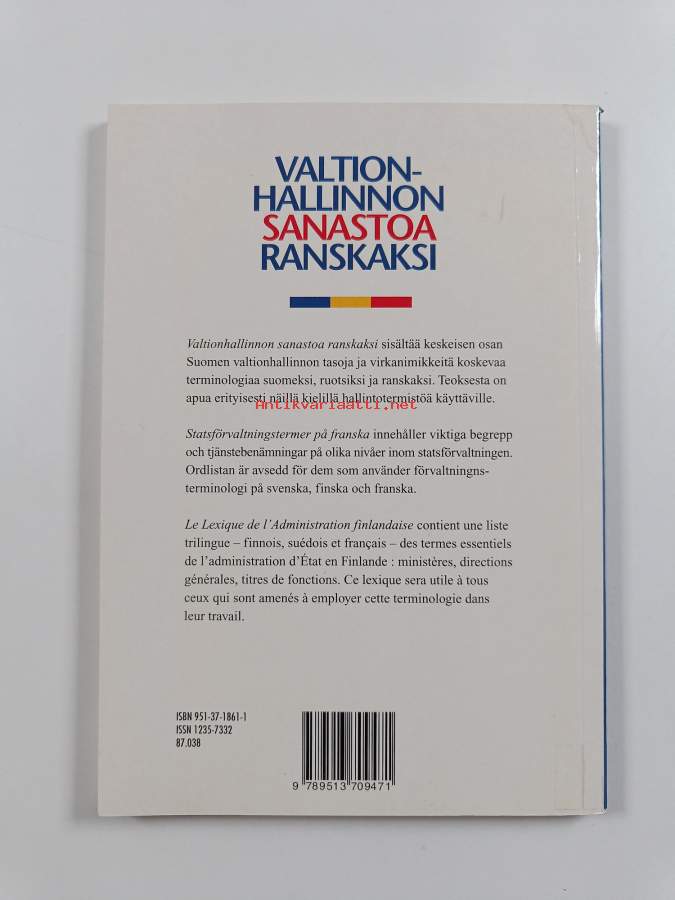 VALTION-
HALLINNON
SANASTOA
RANSKAKSI
Valtionhallinnon sanastoa ranskaksi sisältää keskeisen osan
Suomen valtionhallinnon tasoja ja virkanimikkeitä koskevaa
terminologiaa suomeksi, ruotsiksi ja ranskaksi. Teoksesta on
apua erityisesti näillä kielillä hallintotermistöä käyttäville.
Antikvariaatti.net
Statsförvaltningstermer på franska innehåller viktiga begrepp
och tjänstebenämningar på olika nivåer inom statsförvaltningen.
Ordlistan är avsedd för dem som använder förvaltnings-
terminologi på svenska, finska och franska.
Le Lexique de l'Administration finlandaise contient une liste
trilingue – finnois, suédois et français – des termes essentiels
de l'administration d'État en Finlande : ministères, directions
générales, titres de fonctions. Ce lexique sera utile à tous
ceux qui sont amenés à employer cette terminologie dans
leur travail.
ISBN 951-37-1861-1
ISSN 1235-7332
87.038
9 789513 709471